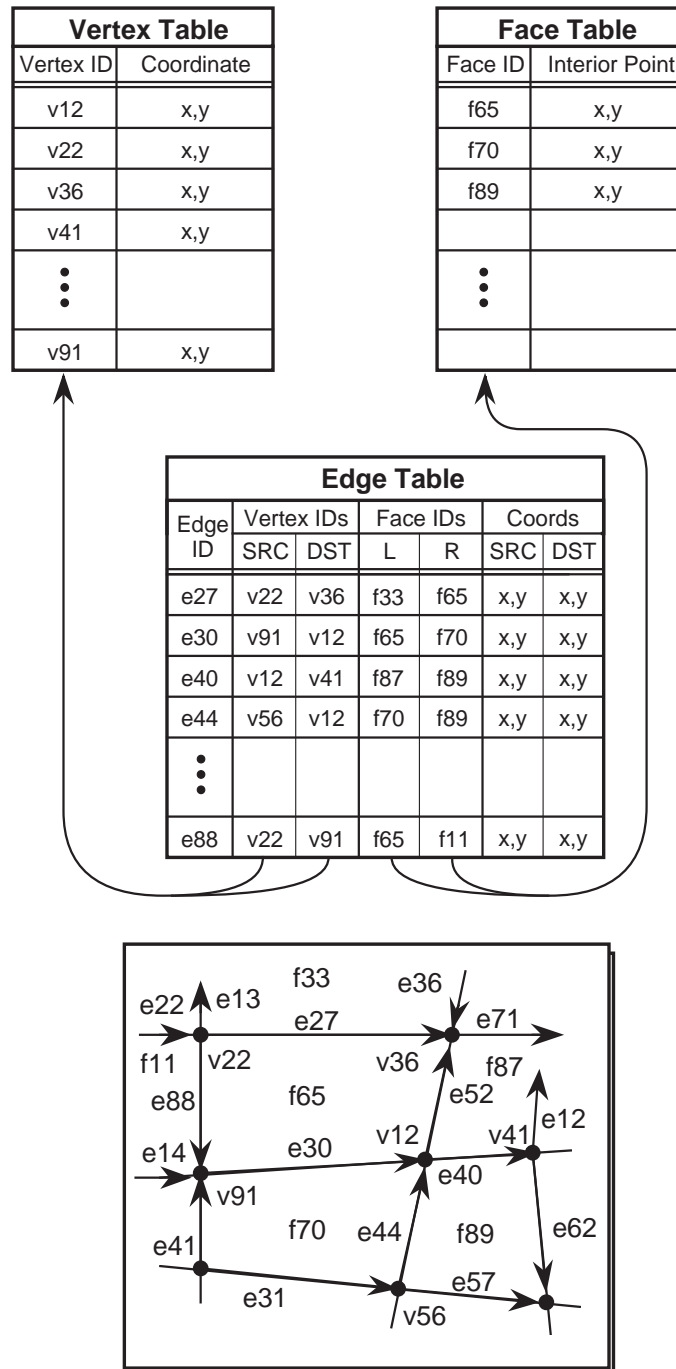 Vertex Table
Vertex ID Coordinate
v12 x,y
v22 x,y
v36 x,y
v41 x,y
v91 x,y
Face Table
Face ID Interior Point
f65 x,y
f70 x,y
f89 x,y
Edge Table
Edge ID Vertex IDs Face IDs Coords
SRC DST L R SRC DST
e27 v22 v36 f33 f65 x,y x,y
e30 v91 v12 f65 f70 x,y x,y
e40 v12 v41 f87 f89 x,y x,y
e44 v56 v12 f70 f89 x,y x,y
e88 v22 v91 f65 f11 x,y x,y
f33 e36
e22 e13 e27 e71
f11 v22 v36 f87
e88 f65 e52 e12
e14 e30 v12 v41
v91 e40
e41 f70 e44 f89 e62
e31 v56 e57